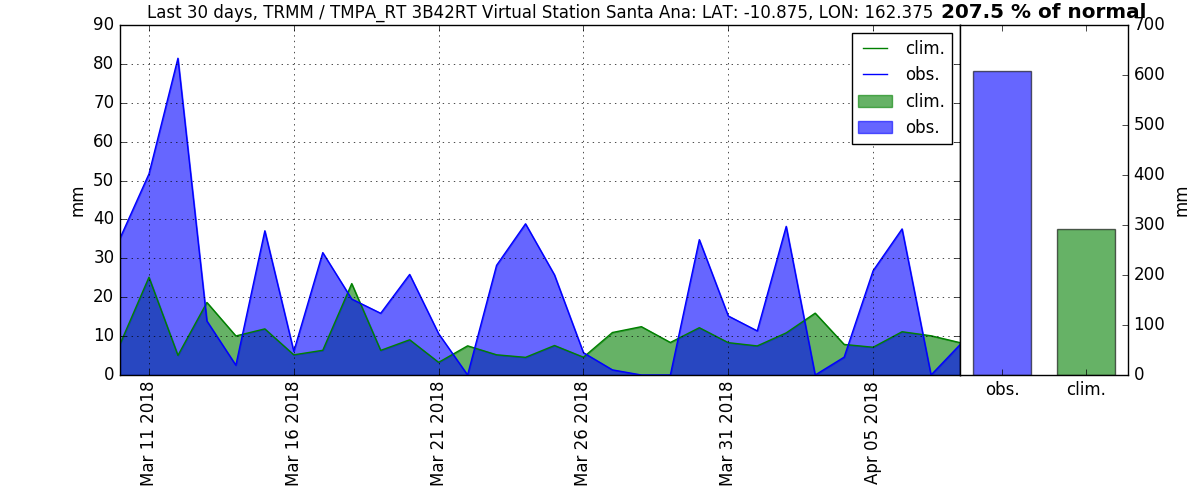 Last 30 days, TRMM / TMPA_RT 3B42RT Virtual Station Santa Ana: LAT: -10.875, LON: 162.375 207.5 % of normal
90
80
70
60
50
40
30
20
10
0
mm
clim.
obs.
clim.
obs.
Mar 11 2018
Mar 16 2018
Mar 21 2018
Mar 26 2018
Mar 31 2018
Apr 05 2018
700
600
500
400
300
200
100
0
mm
obs.
clim.